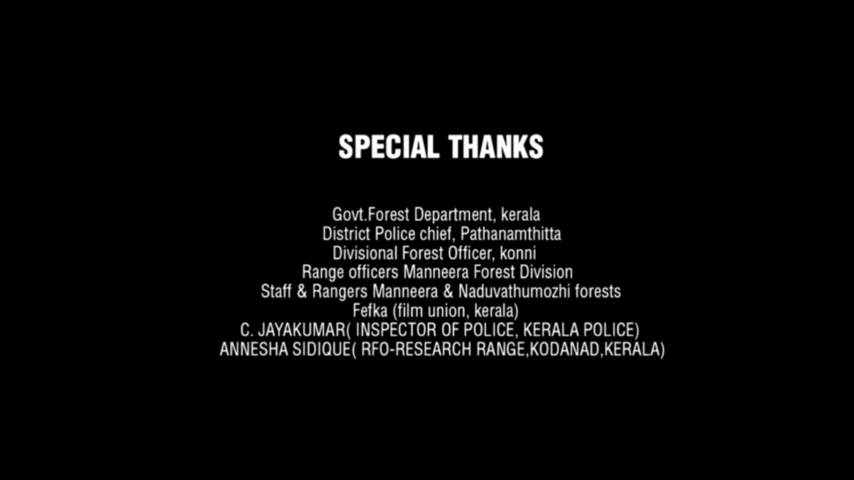 SPECIAL THANKS
Govt.Forest Department, kerala
District Police chief, Pathanamthitta
Divisional Forest Officer, konni
Range officers Manneera Forest Division
Staff & Rangers Manneera & Naduvathumozhi forests
Fefka (film union, kerala)
C. JAYAKUMAR( INSPECTOR OF POLICE, KERALA POLICE)
ANNESHA SIDIQUE( RFO-RESEARCH RANGE,KODANAD,KERALA)